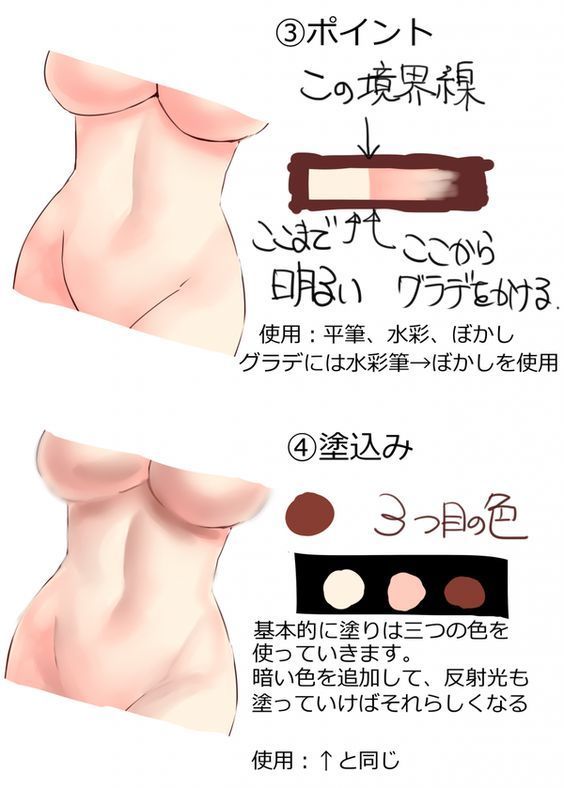 ③ポイント
この境界線
ここまで
明るい
ここから
グラデをかける.
使用：平筆、水彩、ぼかし
グラデには水彩筆→ぼかしを使用
④塗込み
3つ目の色
基本的に塗りは三つの色を
使っていきます。
暗い色を追加して、反射光も
塗っていけばそれらしくなる
使用：↑と同じ